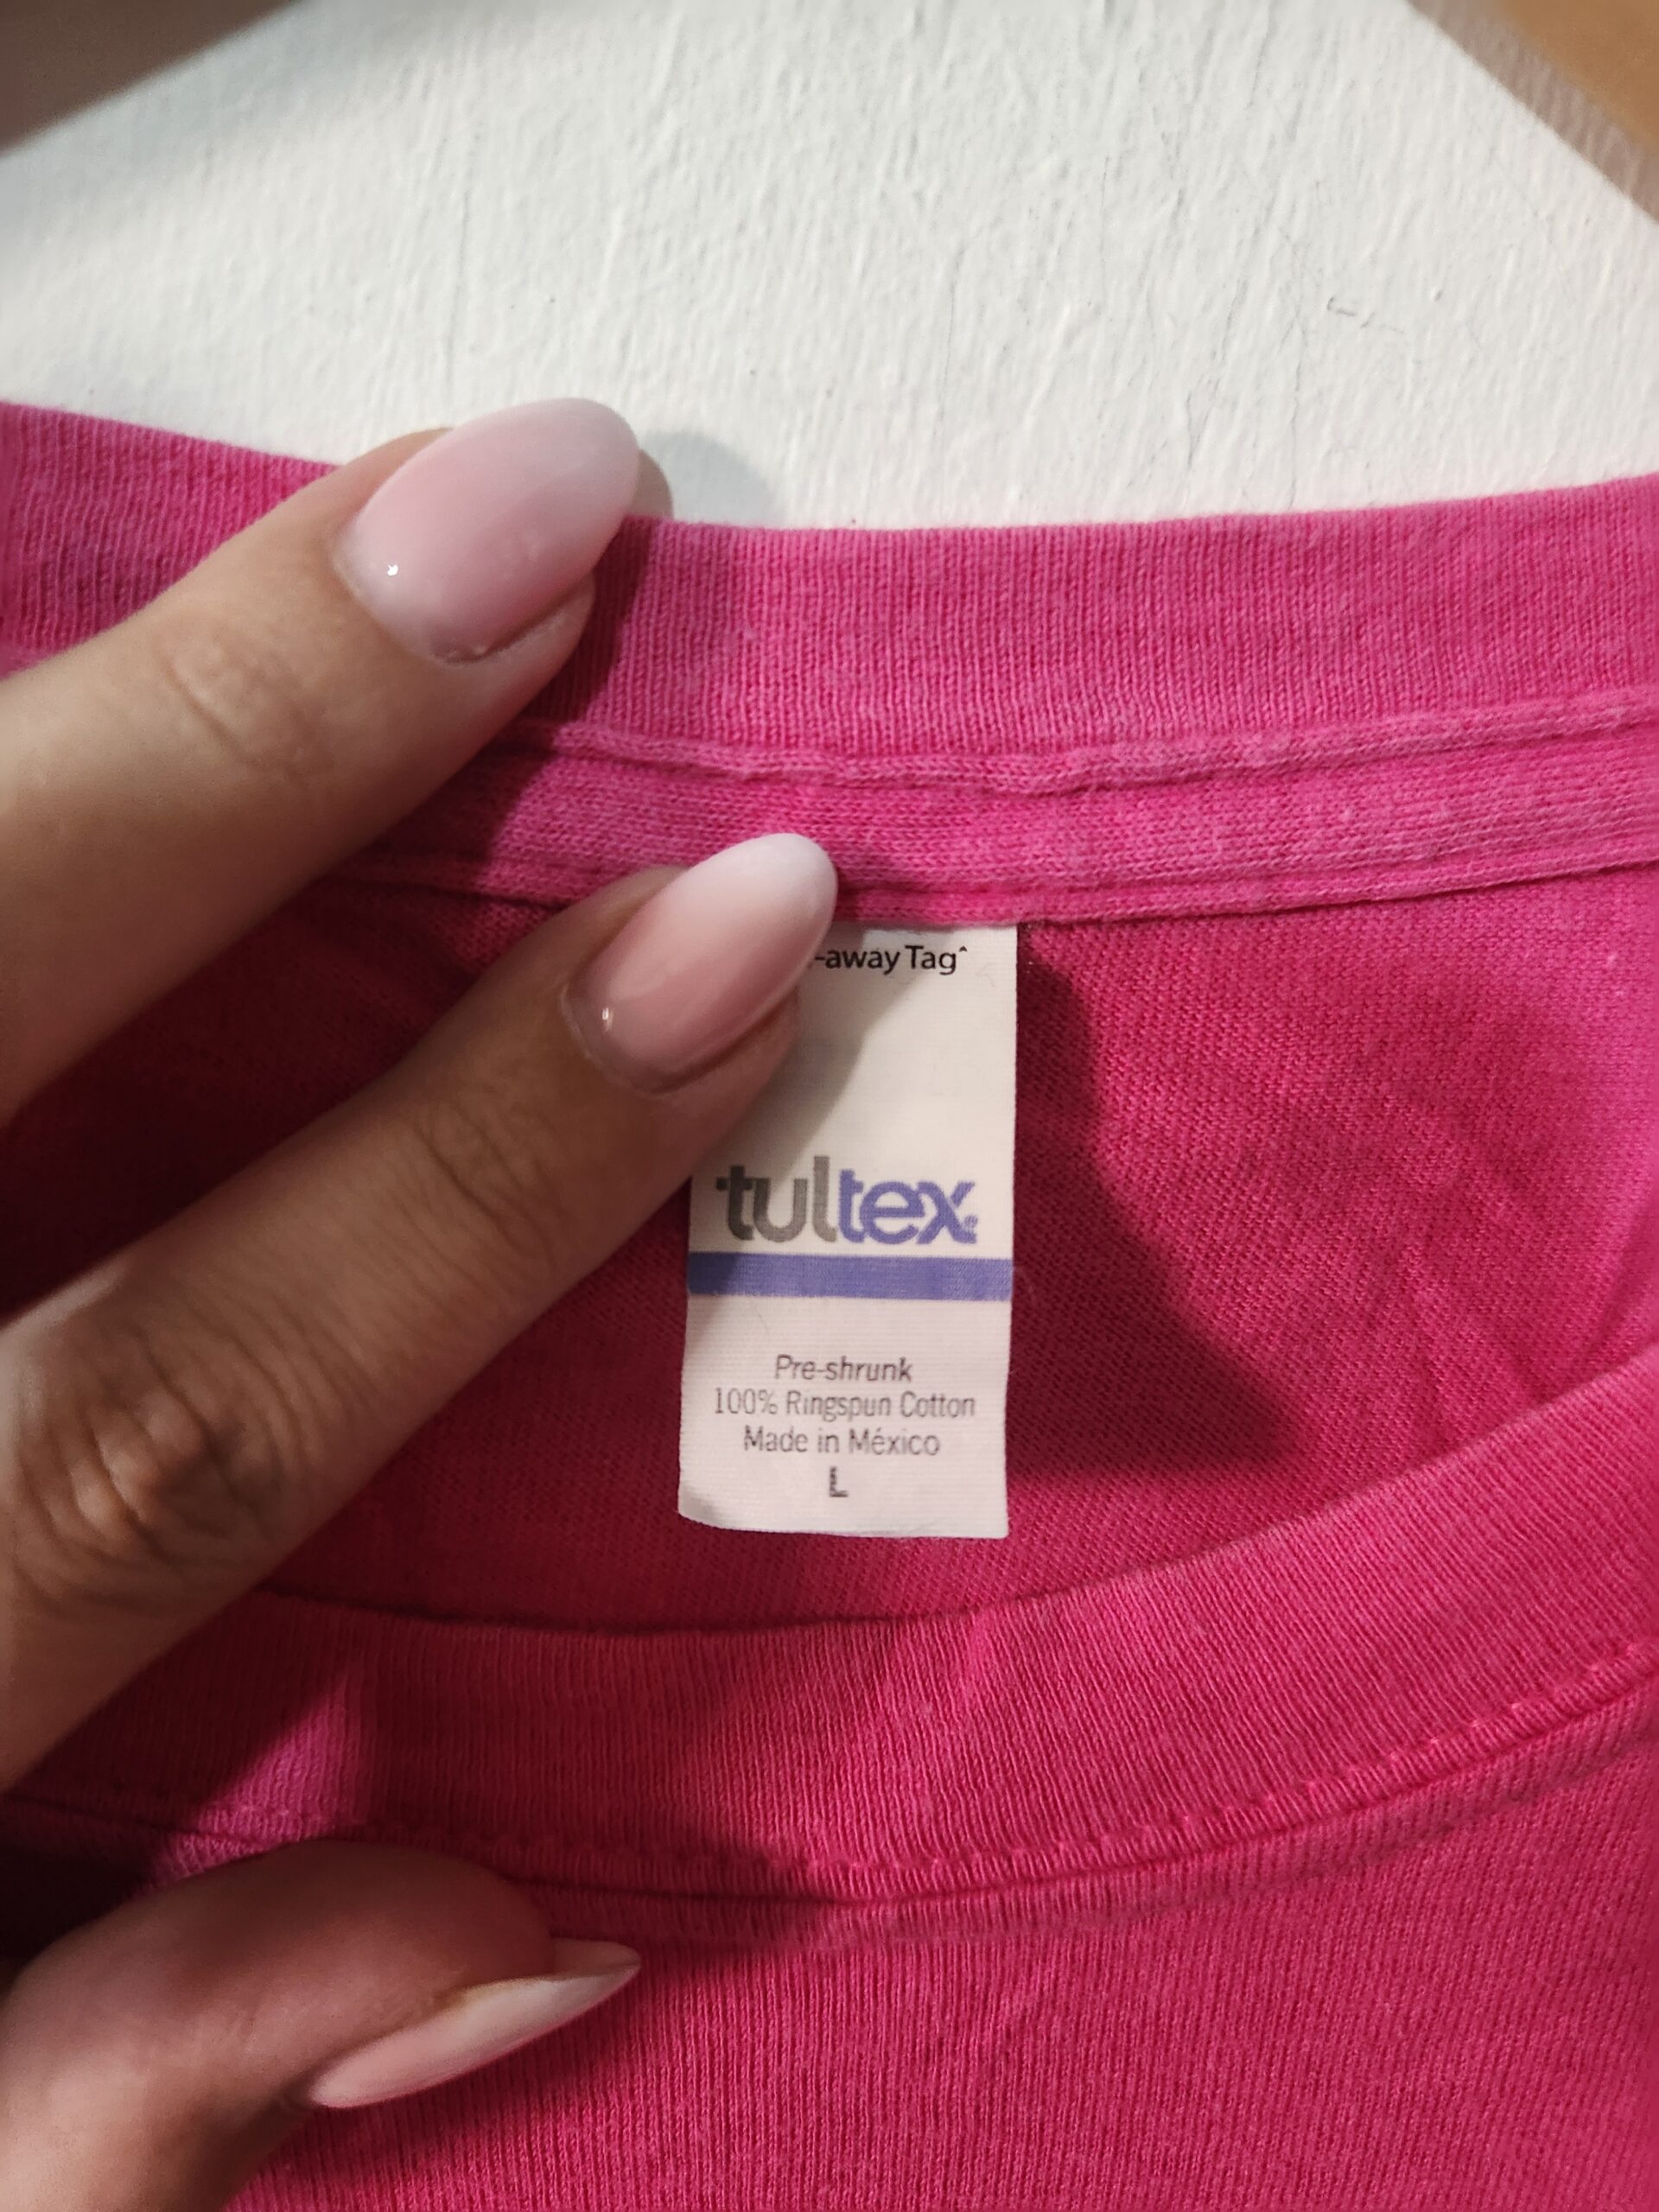 -away Tag^
tultex®
Pre-shrunk
100% Ringspun Cotton
Made in México
L